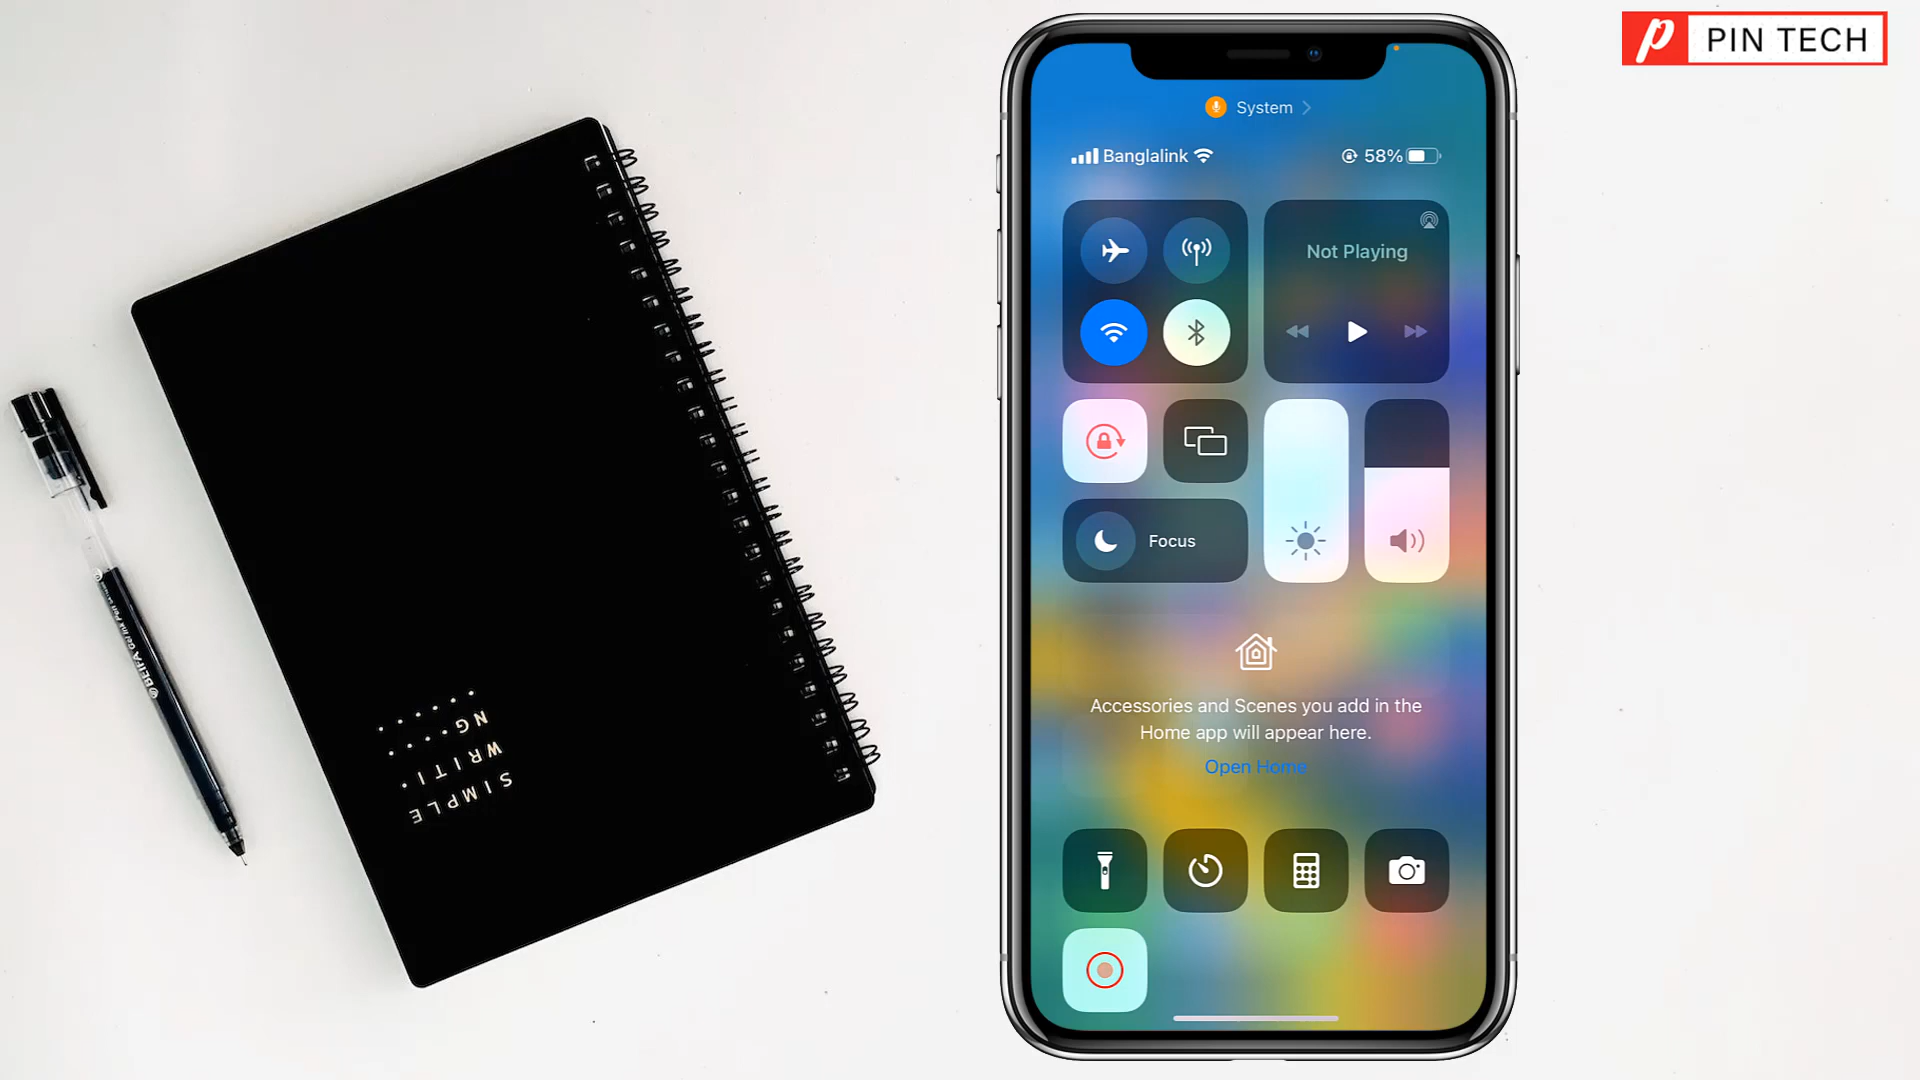 PIN TECH
System
Banglalink
58%
Not Playing
Focus
Accessories and Scenes you add in the
Home app will appear here.
Open Home
SIMPLE
WRITI
NG